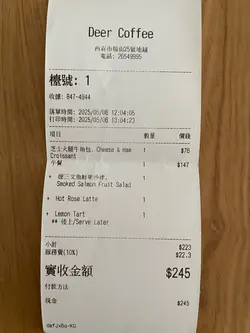 Deer Coffee
電話: 26549995
檯號: 1
收據: 847-4944
落單時間: 2025/05/08 12:04:05
打印時間: 2025/05/08 13:04:23
項目 數量 價錢
芝士火腿牛角包, Cheese & Ham Croissant 1 $76
午餐 1 $147
+ 煙三文魚鮮果沙律, Smoked Salmon Fruit Salad 1
+ Hot Rose Latte 1
+ Lemon Tart 1
** 後上/Serve Later
小計 $223
服務費(10%) $22.3
實收金額 $245
付款方法
現金 $245